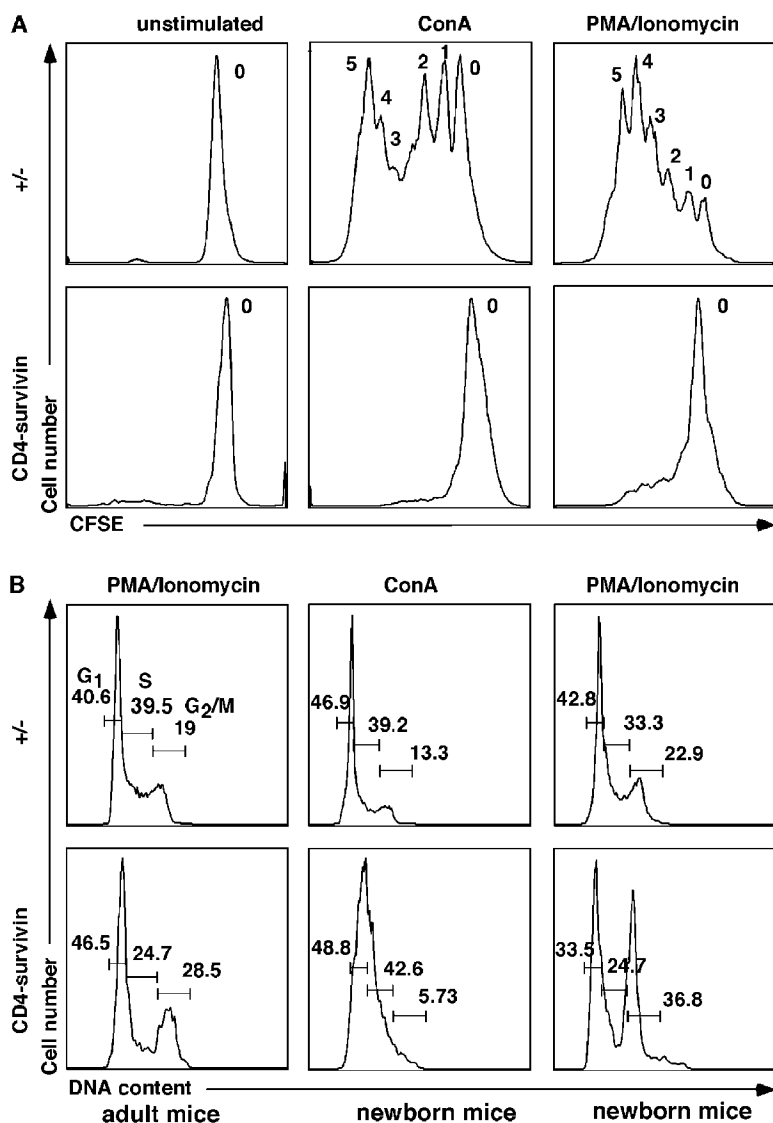 A
unstimulated
ConA
PMA/Ionomycin
+/-
0
5
4
3
2
1
0
5
4
3
2
1
0
CD4-survivin
Cell number
0
0
0
CFSE
B
PMA/Ionomycin
ConA
PMA/Ionomycin
+/-
G1
40.6
S
39.5
G2/M
19
46.9
39.2
13.3
42.8
33.3
22.9
CD4-survivin
Cell number
46.5
24.7
28.5
48.8
42.6
5.73
33.5
24.7
36.8
DNA content
adult mice
newborn mice
newborn mice